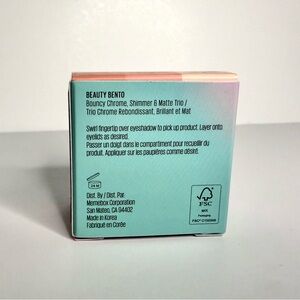 BEAUTY BENTO
Bouncy Chrome, Shimmer & Matte Trio /
Trio Chrome Rebondissant, Brillant et Mat
Swirl fingertip over eyeshadow to pick up product. Layer onto
eyelids as desired.
Passer un doigt dans le compartiment pour recueillir du
produit. Appliquer sur les paupières comme désiré.
24 M
Dist. By / Dist. Par
Memebox Corporation
San Mateo, CA 94402
Made in Korea
Fabriqué en Corée
FSC
MIX
Packaging